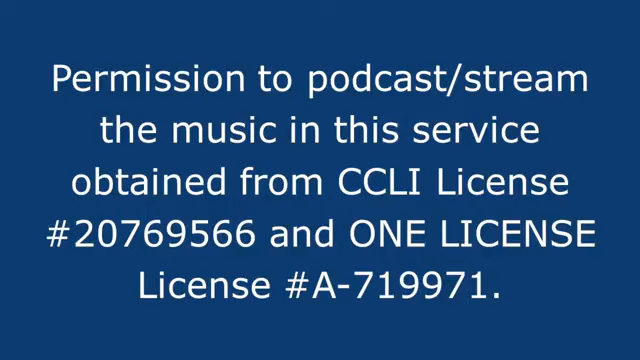 Permission to podcast/stream
the music in this service
obtained from CCLI License
#20769566 and ONE LICENSE
License #A-719971.